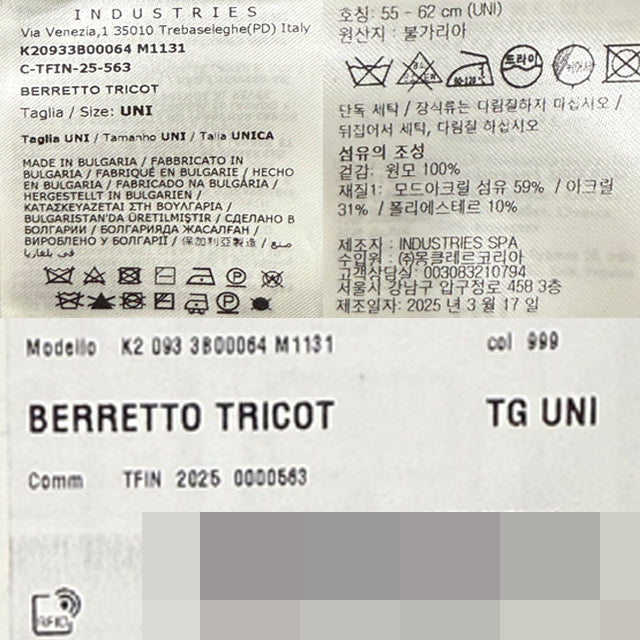 INDUSTRIES
Via Venezia,1 35010 Trebaseleghe(PD) Italy
K20933B00064 M1131
C-TFIN-25-563
BERRETTO TRICOT
Taglia / Size: UNI
Taglia UNI / Tamanho UNI / Talla UNICA
MADE IN BULGARIA / FABBRICATO IN
BULGARIA / FABRIQUÉ EN BULGARIE / HECHO
EN BULGARIA / FABRICADO NA BULGÁRIA /
HERGESTELLT IN BULGARIEN /
ΚΑΤΑΣΚΕΥΑΖΕΤΑΙ ΣΤΗ ΒΟΥΛΓΑΡΙΑ /
BULGARISTAN'DA ÜRETİLMİŞTİR / СДЕЛАНО В
БОЛГАРИИ / БОЛГАРИЯДА ЖАСАЛҒАН /
ВИРОБЛЕНО У БОЛГАРІЇ / 保加利亞製造 / صنع
في بلغاريا
호칭: 55 - 62 cm (UNI)
원산지 : 불가리아
80-120℃ 드라이
단독 세탁 / 장식류는 다림질하지 마십시오 /
뒤집어서 세탁, 다림질 하십시오
섬유의 조성
겉감: 원모 100%
재질1: 모드아크릴 섬유 59% / 아크릴
31% / 폴리에스테르 10%
제조자 : INDUSTRIES SPA
수입원 : ㈜몽클레르코리아
고객상담실: 003083210794
서울시 강남구 압구정로 458 3층
제조일자: 2025 년 3 월 17 일
Modello K2 093 3B00064 M1131 col 999
BERRETTO TRICOT TG UNI
Comm TFIN 2025 0000563
RFID